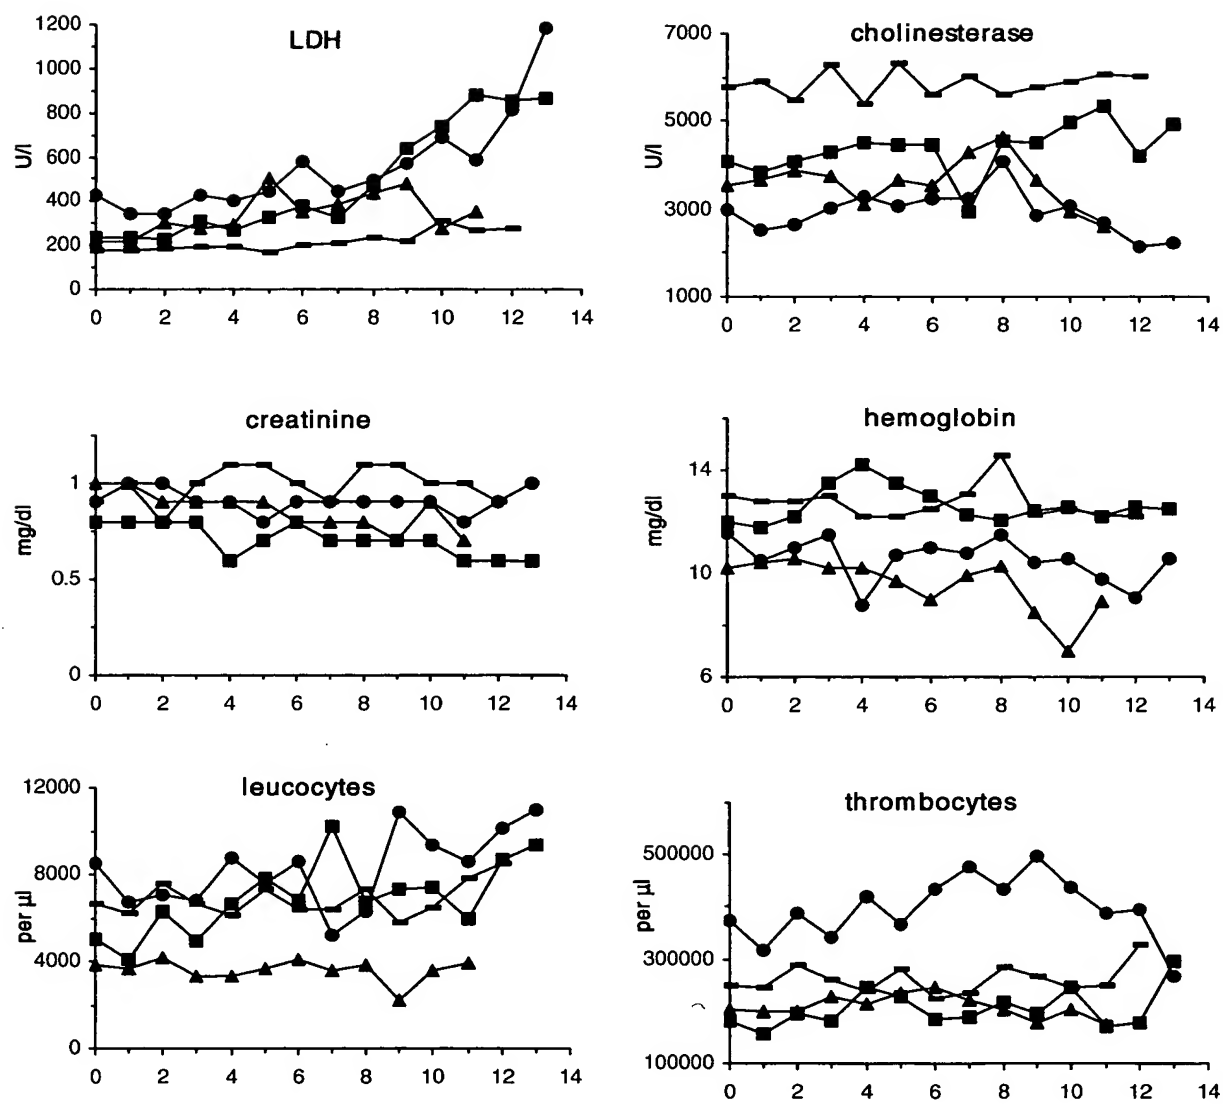 LDH
U/l
1200
1000
800
600
400
200
0
0 2 4 6 8 10 12 14
cholinesterase
U/l
7000
5000
3000
1000
0 2 4 6 8 10 12 14
creatinine
mg/dl
1
0.5
0
0 2 4 6 8 10 12 14
hemoglobin
mg/dl
14
10
6
0 2 4 6 8 10 12 14
leucocytes
per µl
12000
8000
4000
0
0 2 4 6 8 10 12 14
thrombocytes
per µl
500000
300000
100000
0 2 4 6 8 10 12 14